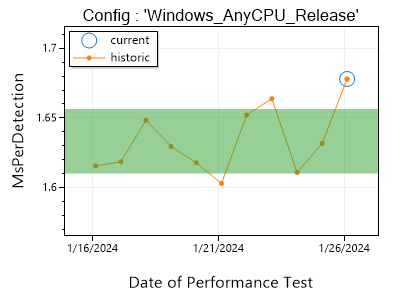 Config : 'Windows_AnyCPU_Release'
current
historic
MsPerDetection
1.7
1.65
1.6
1/16/2024
1/21/2024
1/26/2024
Date of Performance Test